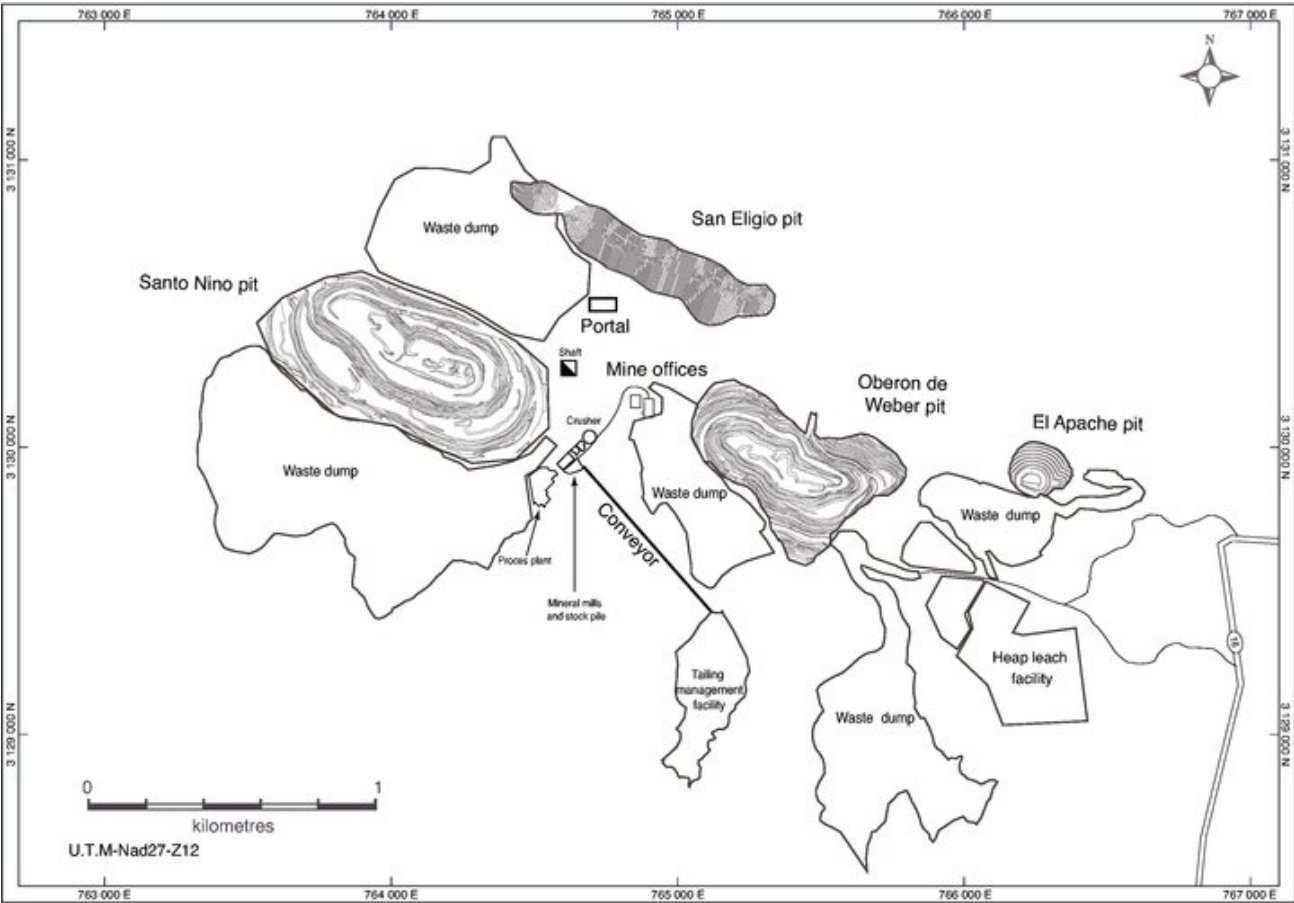 763 000 E
764 000 E
765 000 E
766 000 E
767 000 E
N
3 131 000 N
3 131 000 N
San Eligio pit
Waste dump
Santo Nino pit
Portal
Shaft
Mine offices
Oberon de
Weber pit
El Apache pit
Crusher
3 130 000 N
3 130 000 N
Waste dump
Waste dump
Waste dump
Conveyor
Proces plant
Mineral mills
and stock pile
16
Heap leach
facility
Tailing
management
facility
Waste dump
3 129 000 N
3 129 000 N
0
1
kilometres
U.T.M-Nad27-Z12
763 000 E
764 000 E
765 000 E
766 000 E
767 000 E